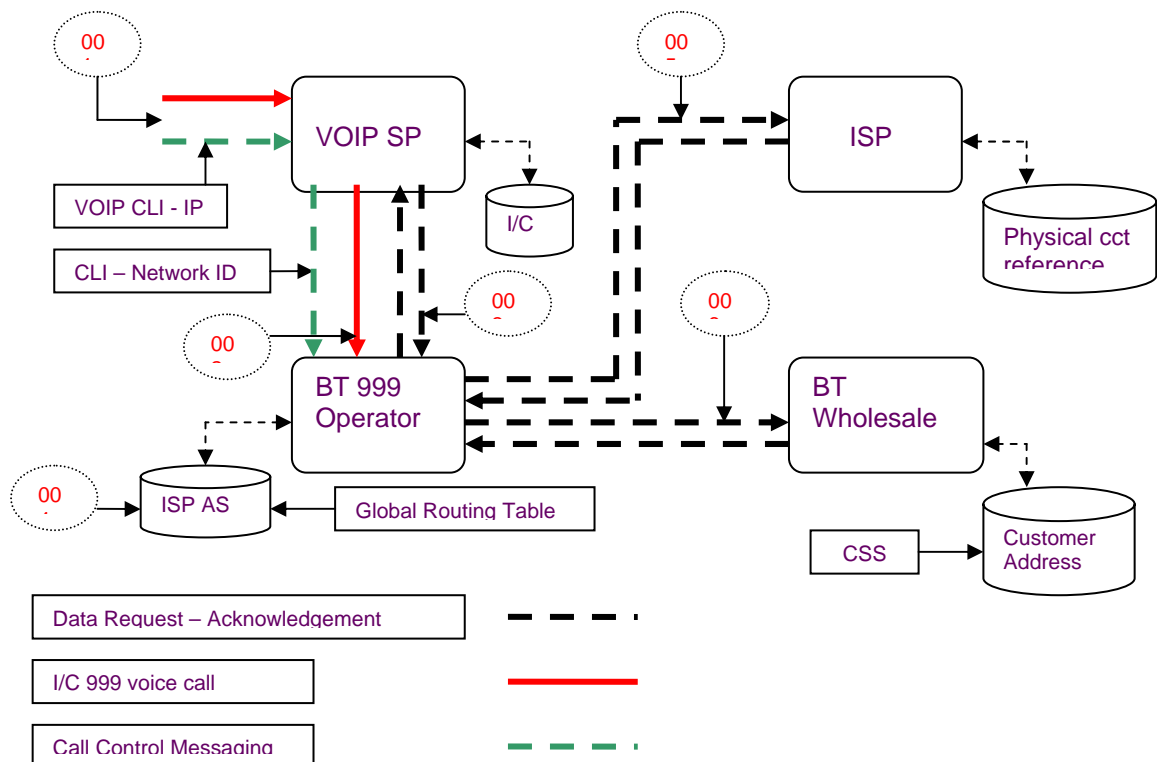 00
00
VOIP SP
ISP
VOIP CLI - IP
I/C
Physical cct
reference
CLI – Network ID
00
00
00
BT 999
Operator
BT
Wholesale
00
ISP AS
Global Routing Table
CSS
Customer
Address
Data Request – Acknowledgement
I/C 999 voice call
Call Control Messaging